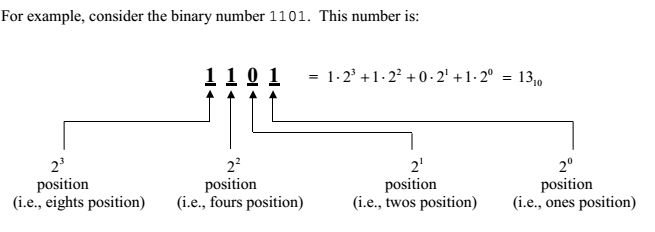 For example, consider the binary number 1101. This number is:
1 1 0 1 = 1·2³ +1·2² +0·2¹ +1·2⁰ = 13₁₀
2³ 2² 2¹ 2⁰
position position position position
(i.e., eights position) (i.e., fours position) (i.e., twos position) (i.e., ones position)